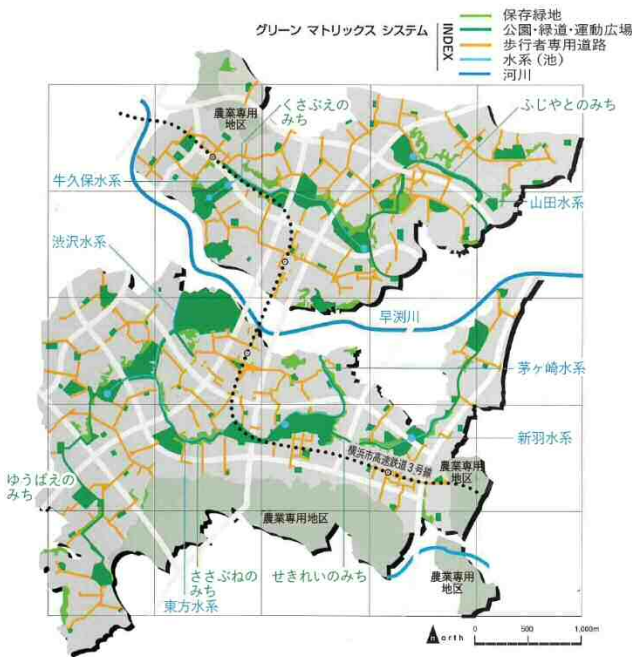 グリーン マトリックス システム
INDEX
保存緑地
公園・緑道・運動広場
歩行者専用道路
水系（池）
河川
農業専用
地区
くさぶえの
みち
ふじやとのみち
牛久保水系
山田水系
渋沢水系
早渕川
茅ヶ崎水系
新羽水系
横浜市高速鉄道3号線
ゆうばえの
みち
農業専用
地区
農業専用地区
ささぶねの
みち
せきれいのみち
東方水系
農業専用
地区
north
0
500
1,000m